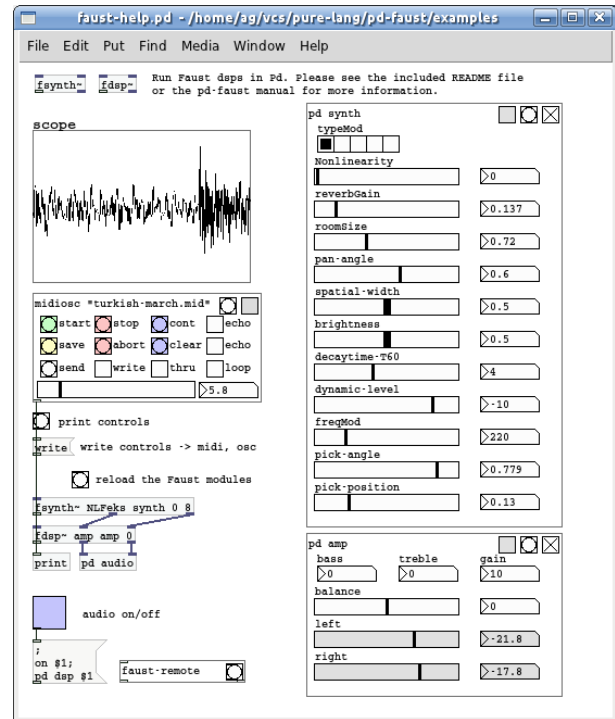 faust-help.pd - /home/ag/vcs/pure-lang/pd-faust/examples
File Edit Put Find Media Window Help
fsynth~ fdsp~ Run Faust dsps in Pd. Please see the included README file
or the pd-faust manual for more information.
scope
midiosc "turkish-march.mid"
start stop cont echo
save abort clear echo
send write thru loop
5.8
print controls
write write controls -> midi, osc
reload the Faust modules
fsynth~ NLFeks synth 0 8
fdsp~ amp amp 0
print pd audio
audio on/off
;
on $1;
pd dsp $1
faust-remote
pd synth
typeMod
Nonlinearity
0
reverbGain
0.137
roomSize
0.72
pan-angle
0.6
spatial-width
0.5
brightness
0.5
decaytime-T60
4
dynamic-level
-10
freqMod
220
pick-angle
0.779
pick-position
0.13
pd amp
bass treble gain
0 0 10
balance
0
left
-21.8
right
-17.8